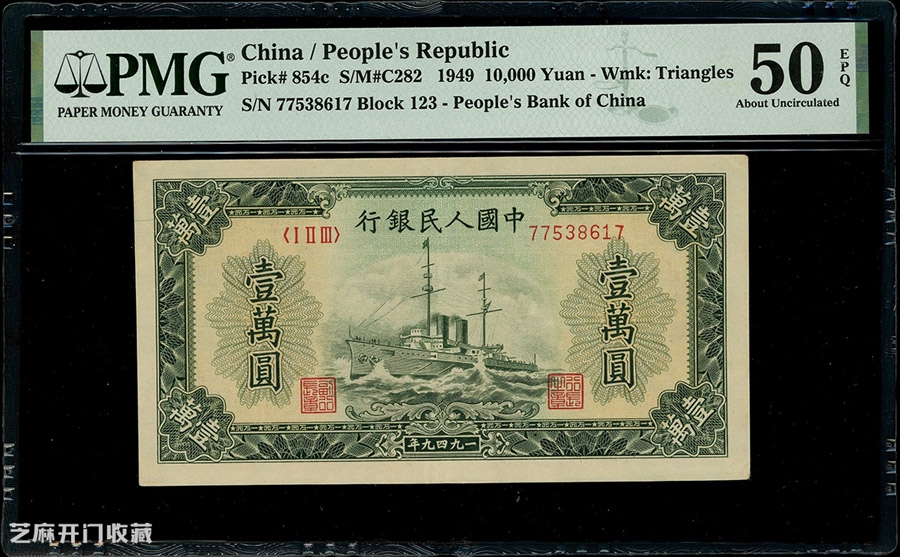 PMG®
PAPER MONEY GUARANTY
China / People's Republic
Pick# 854c S/M#C282 1949 10,000 Yuan - Wmk: Triangles
S/N 77538617 Block 123 - People's Bank of China
50
EPQ
About Uncirculated
壹萬
萬壹
行銀民人國中
〈I II III〉
77538617
壹萬圓
壹萬圓
萬壹
壹萬
年九四九一
芝麻开门收藏